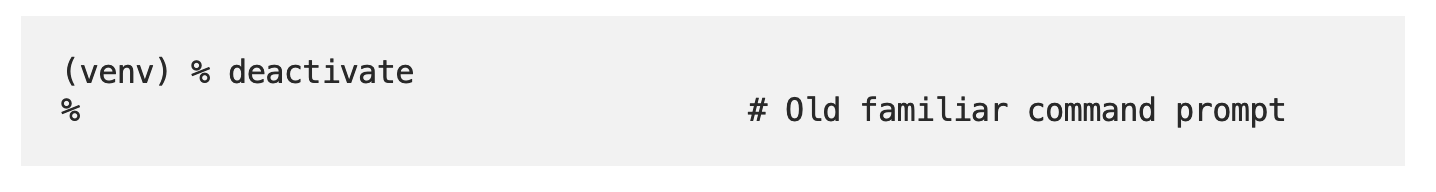 (venv) % deactivate
% # Old familiar command prompt